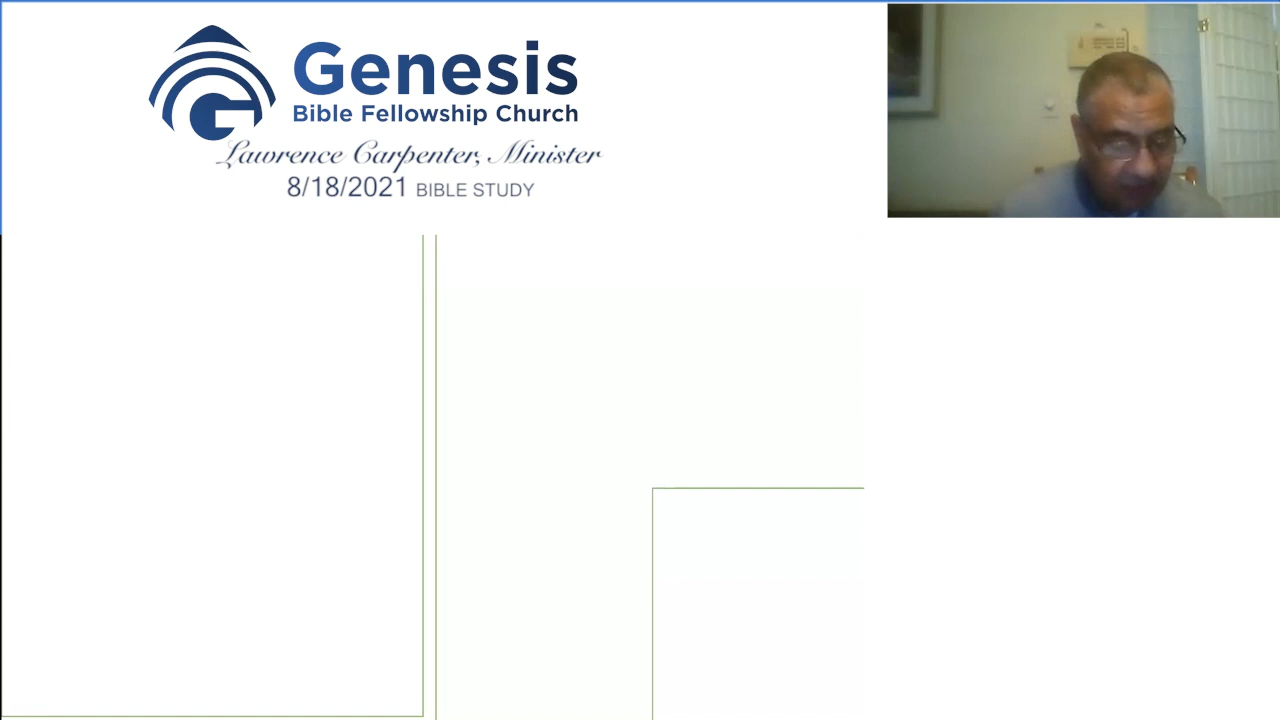 Genesis
Bible Fellowship Church
Lawrence Carpenter, Minister
8/18/2021 BIBLE STUDY